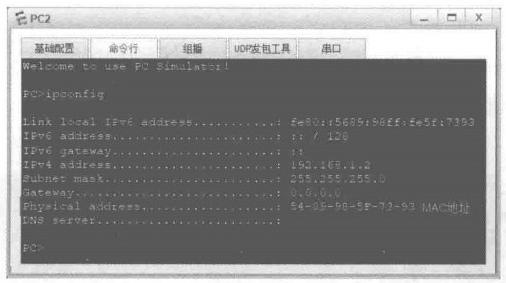 PC2
基础配置 命令行 组播 UDP发包工具 串口
Welcome to use PC Simulator!
PC>ipconfig
Link local IPv6 address...........: fe80::5689:98ff:fe5f:7393
IPv6 address......................: :: / 128
IPv6 gateway......................: ::
IPv4 address......................: 192.168.1.2
Subnet mask.......................: 255.255.255.0
Gateway...........................: 0.0.0.0
Physical address..................: 54-89-98-5F-73-93 MAC地址
DNS server........................:
PC>